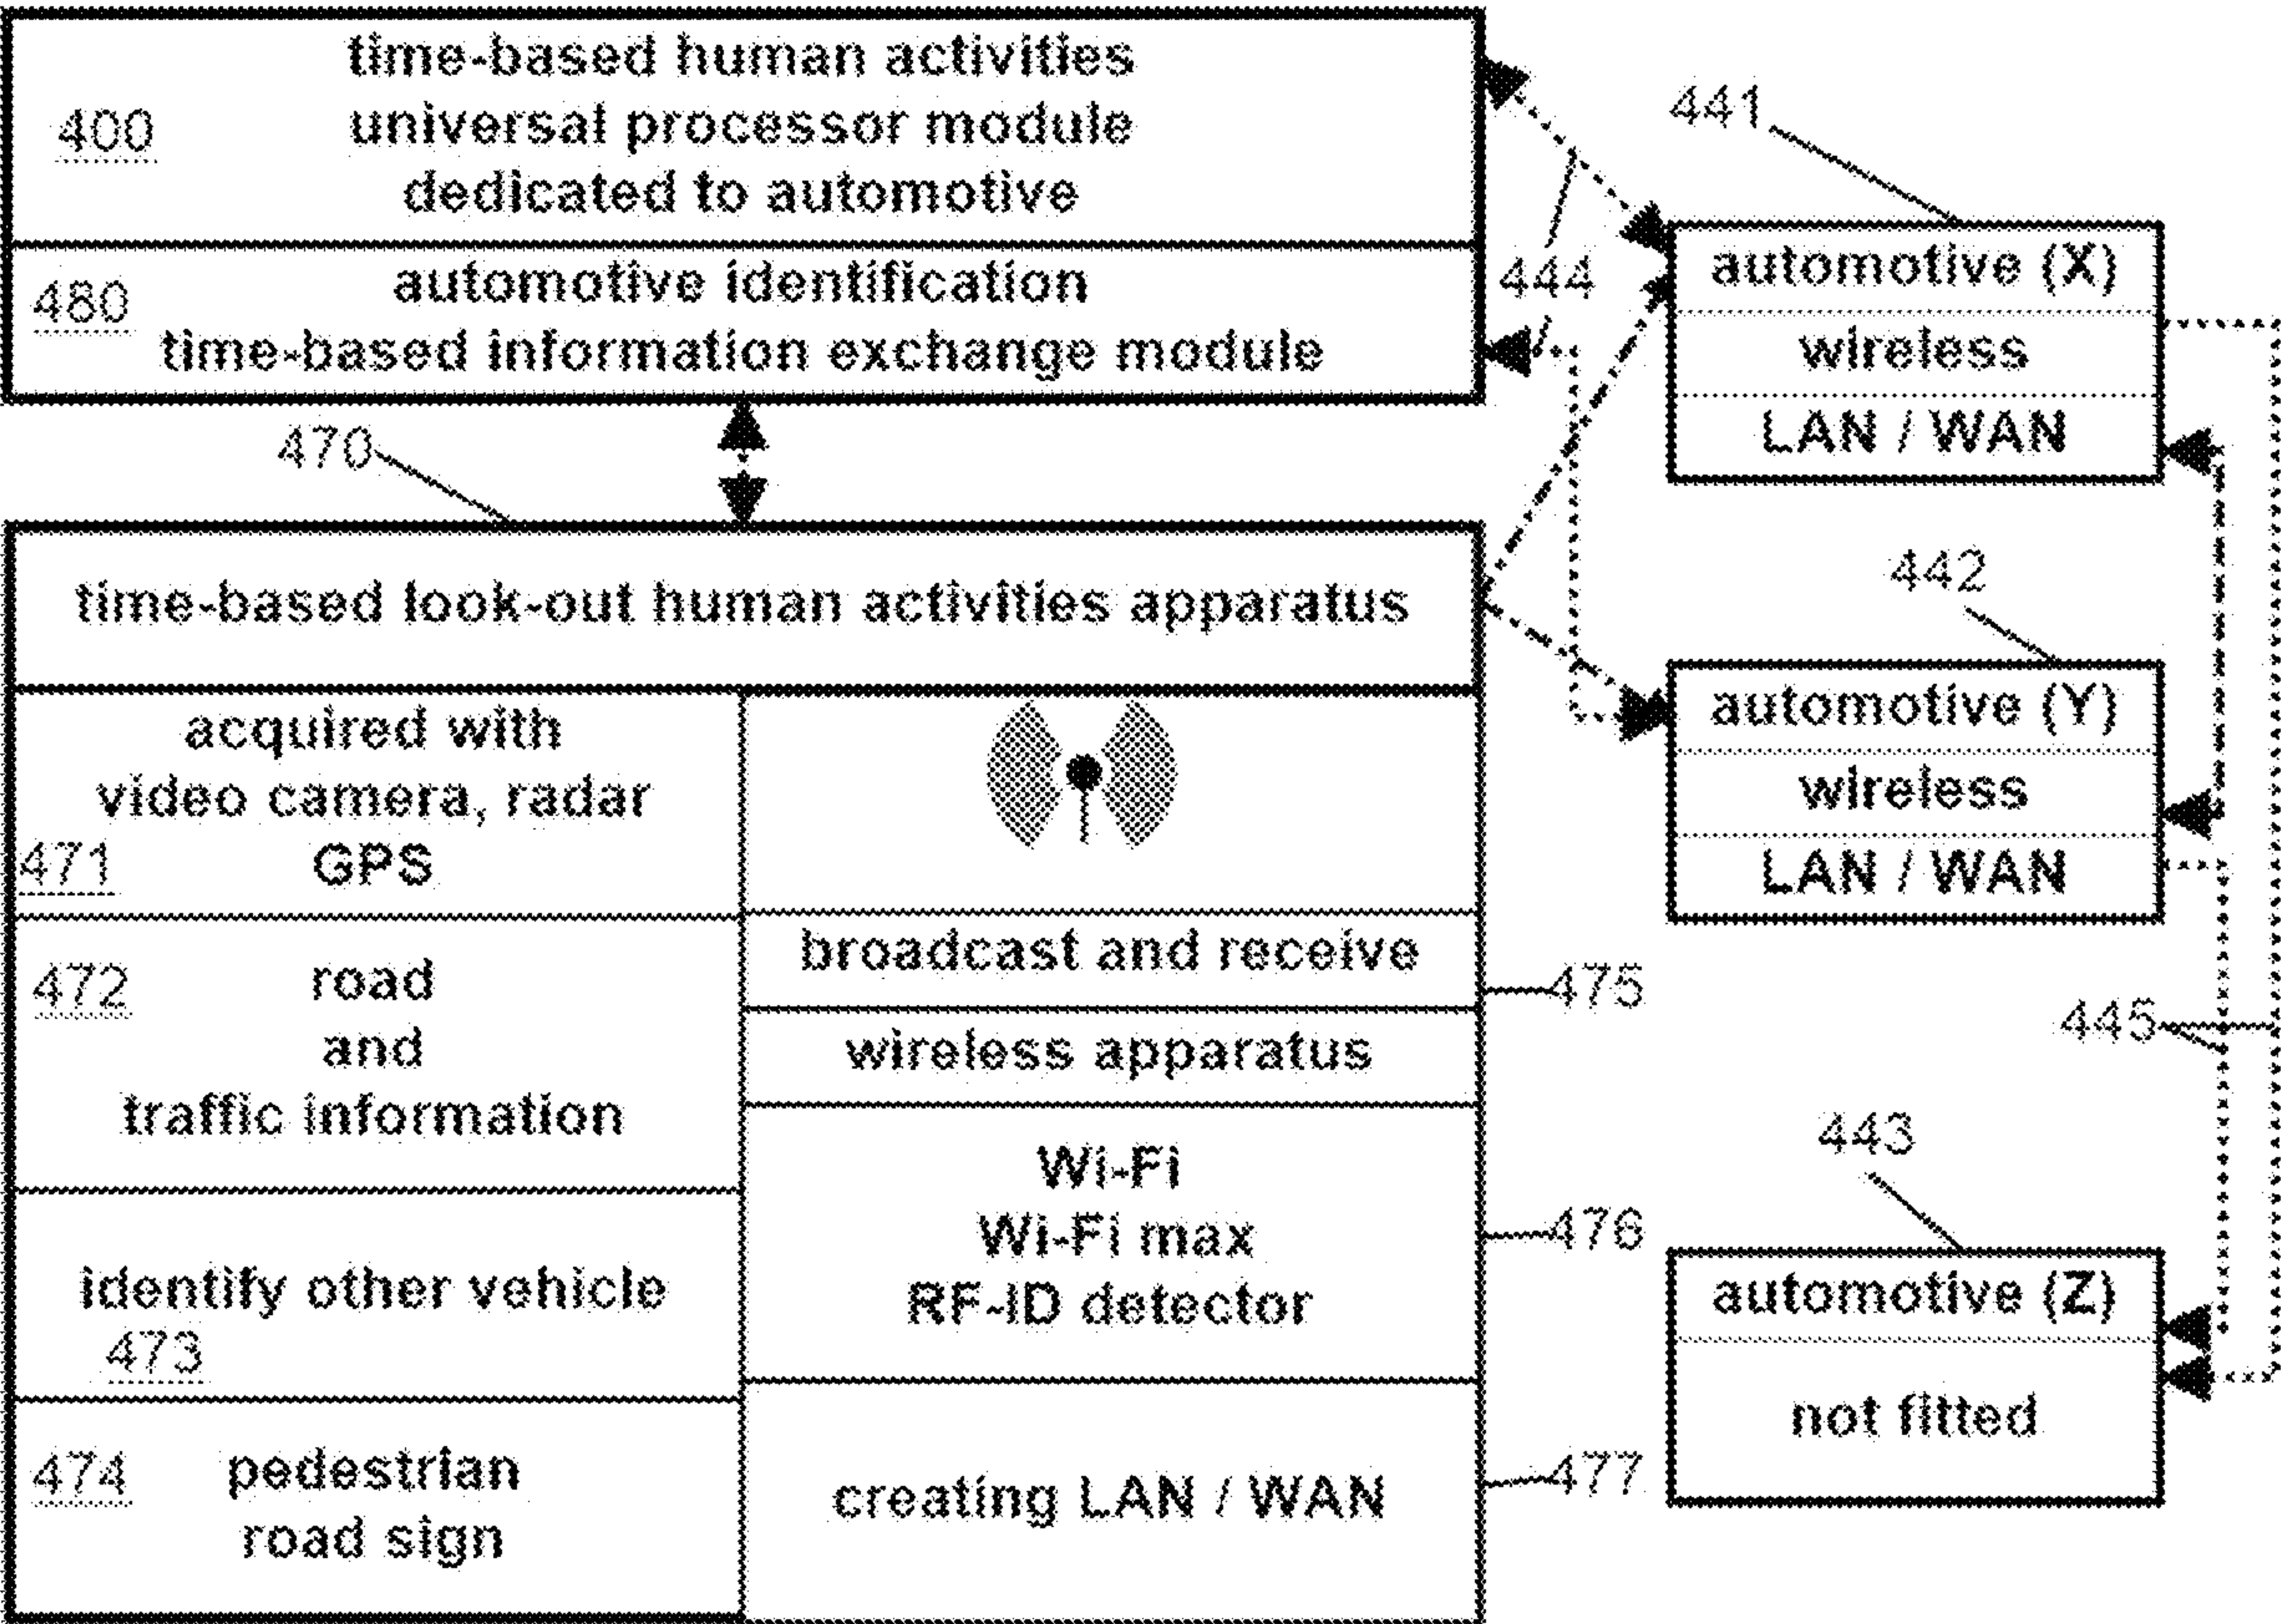 time-based human activities
400 universal processor module
dedicated to automotive
480 automotive identification
time-based information exchange module
470
time-based look-out human activities apparatus
acquired with
video camera, radar
471 GPS
472 road
and
traffic information
identify other vehicle
473
474 pedestrian
road sign
broadcast and receive
475
wireless apparatus
Wi-Fi
Wi-Fi max
476
RF-ID detector
creating LAN / WAN
477
441
444
automotive (X)
wireless
LAN / WAN
442
automotive (Y)
wireless
LAN / WAN
445
443
automotive (Z)
not fitted